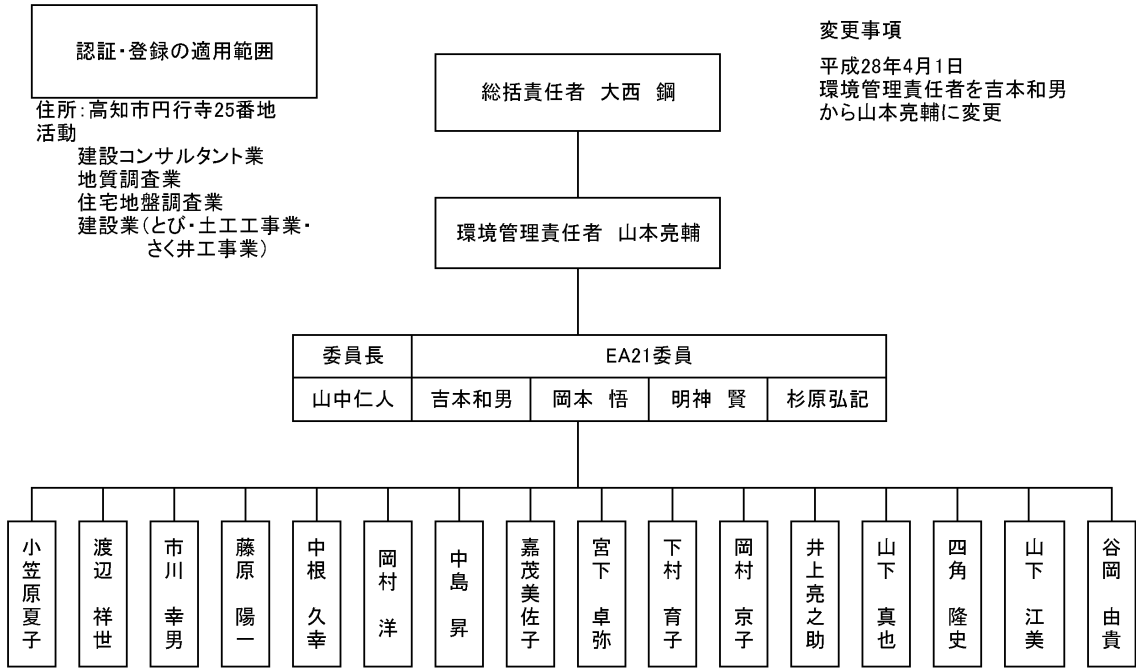 認証・登録の適用範囲
住所：高知市円行寺25番地
活動
建設コンサルタント業
地質調査業
住宅地盤調査業
建設業（とび・土工工事業・
さく井工事業）
総括責任者　大西　鋼
変更事項
平成28年4月1日
環境管理責任者を吉本和男
から山本亮輔に変更
環境管理責任者　山本亮輔
委員長　EA21委員
山中仁人　吉本和男　岡本　悟　明神　賢　杉原弘記
小笠原夏子
渡辺　祥世
市川　幸男
藤原　陽一
中根　久幸
岡村　洋
中島　昇
嘉茂美佐子
宮下　卓弥
下村　育子
岡村　京子
井上亮之助
山下　真也
四角　隆史
山下　江美
谷岡　由貴